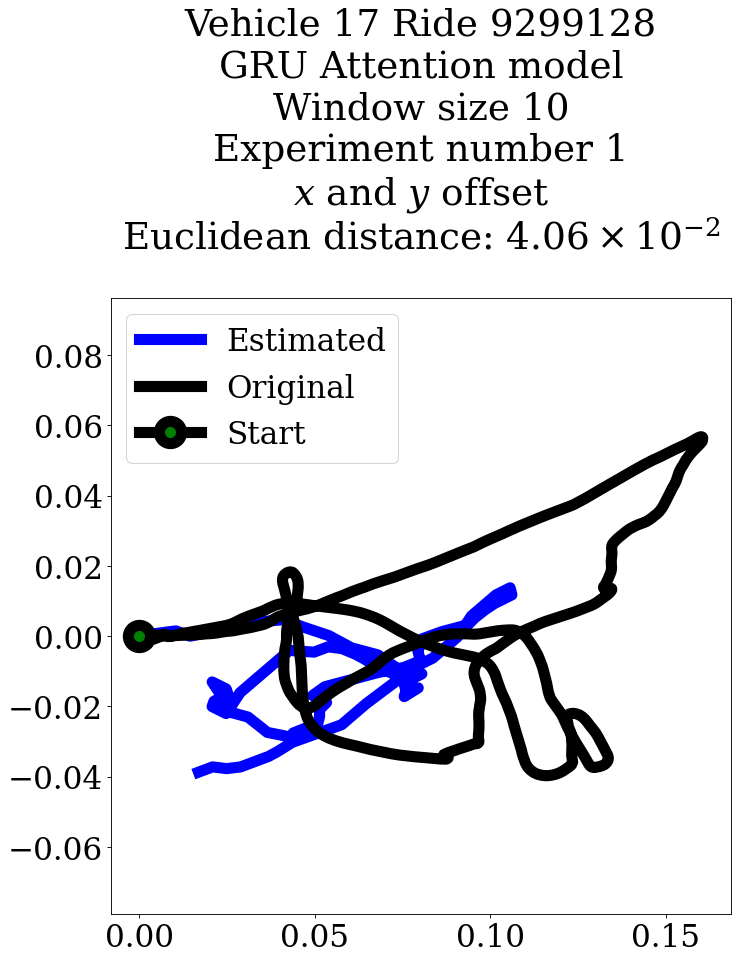 Vehicle 17 Ride 9299128
GRU Attention model
Window size 10
Experiment number 1
x and y offset
Euclidean distance: 4.06 × 10⁻²
Estimated
Original
Start
0.08
0.06
0.04
0.02
0.00
−0.02
−0.04
−0.06
0.00 0.05 0.10 0.15